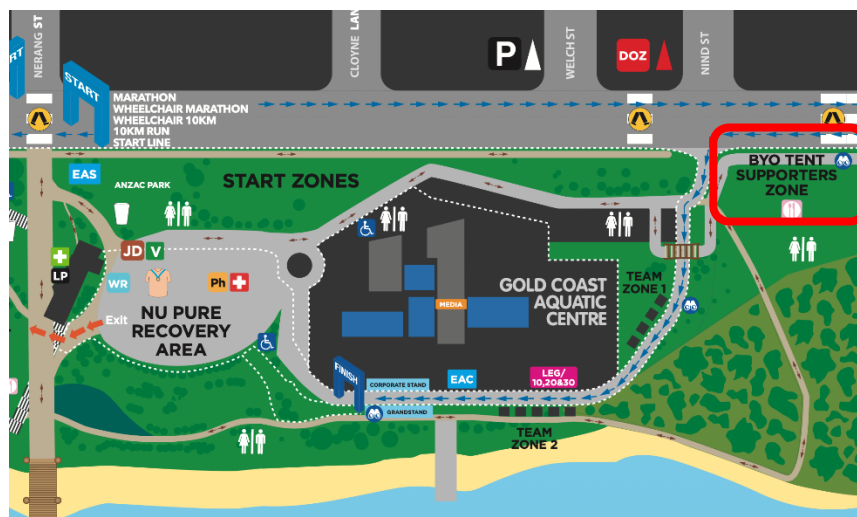 NERANG ST
CLOYNE LAN
WELCH ST
NIND ST
P
DOZ
RT
START
MARATHON
WHEELCHAIR MARATHON
WHEELCHAIR 10KM
10KM RUN
START LINE
EAS
ANZAC PARK
START ZONES
BYO TENT
SUPPORTERS
ZONE
JD
V
LP
WR
Ph
NU PURE
RECOVERY
AREA
Exit
MEDIA
GOLD COAST
AQUATIC
CENTRE
TEAM
ZONE 1
FINISH
CORPORATE STAND
GRANDSTAND
EAC
LEG/
10,20&30
TEAM
ZONE 2